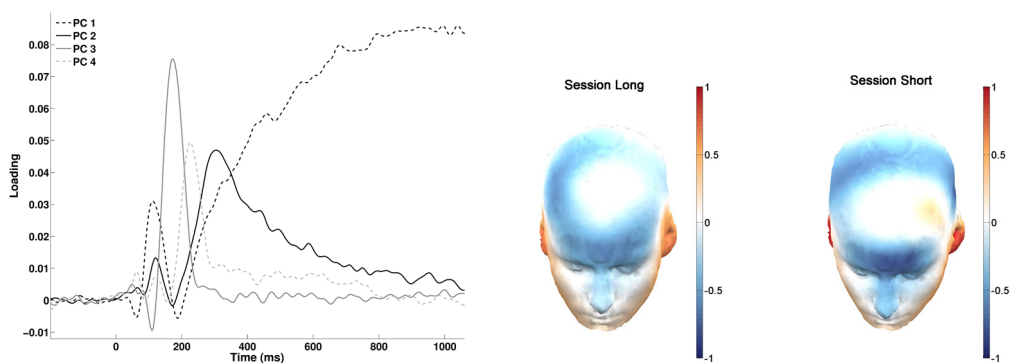 PC 1
PC 2
PC 3
PC 4
0.08
0.07
0.06
0.05
0.04
0.03
0.02
0.01
0
-0.01
Loading
0 200 400 600 800 1000
Time (ms)
Session Long
1
0.5
0
-0.5
-1
Session Short
1
0.5
0
-0.5
-1